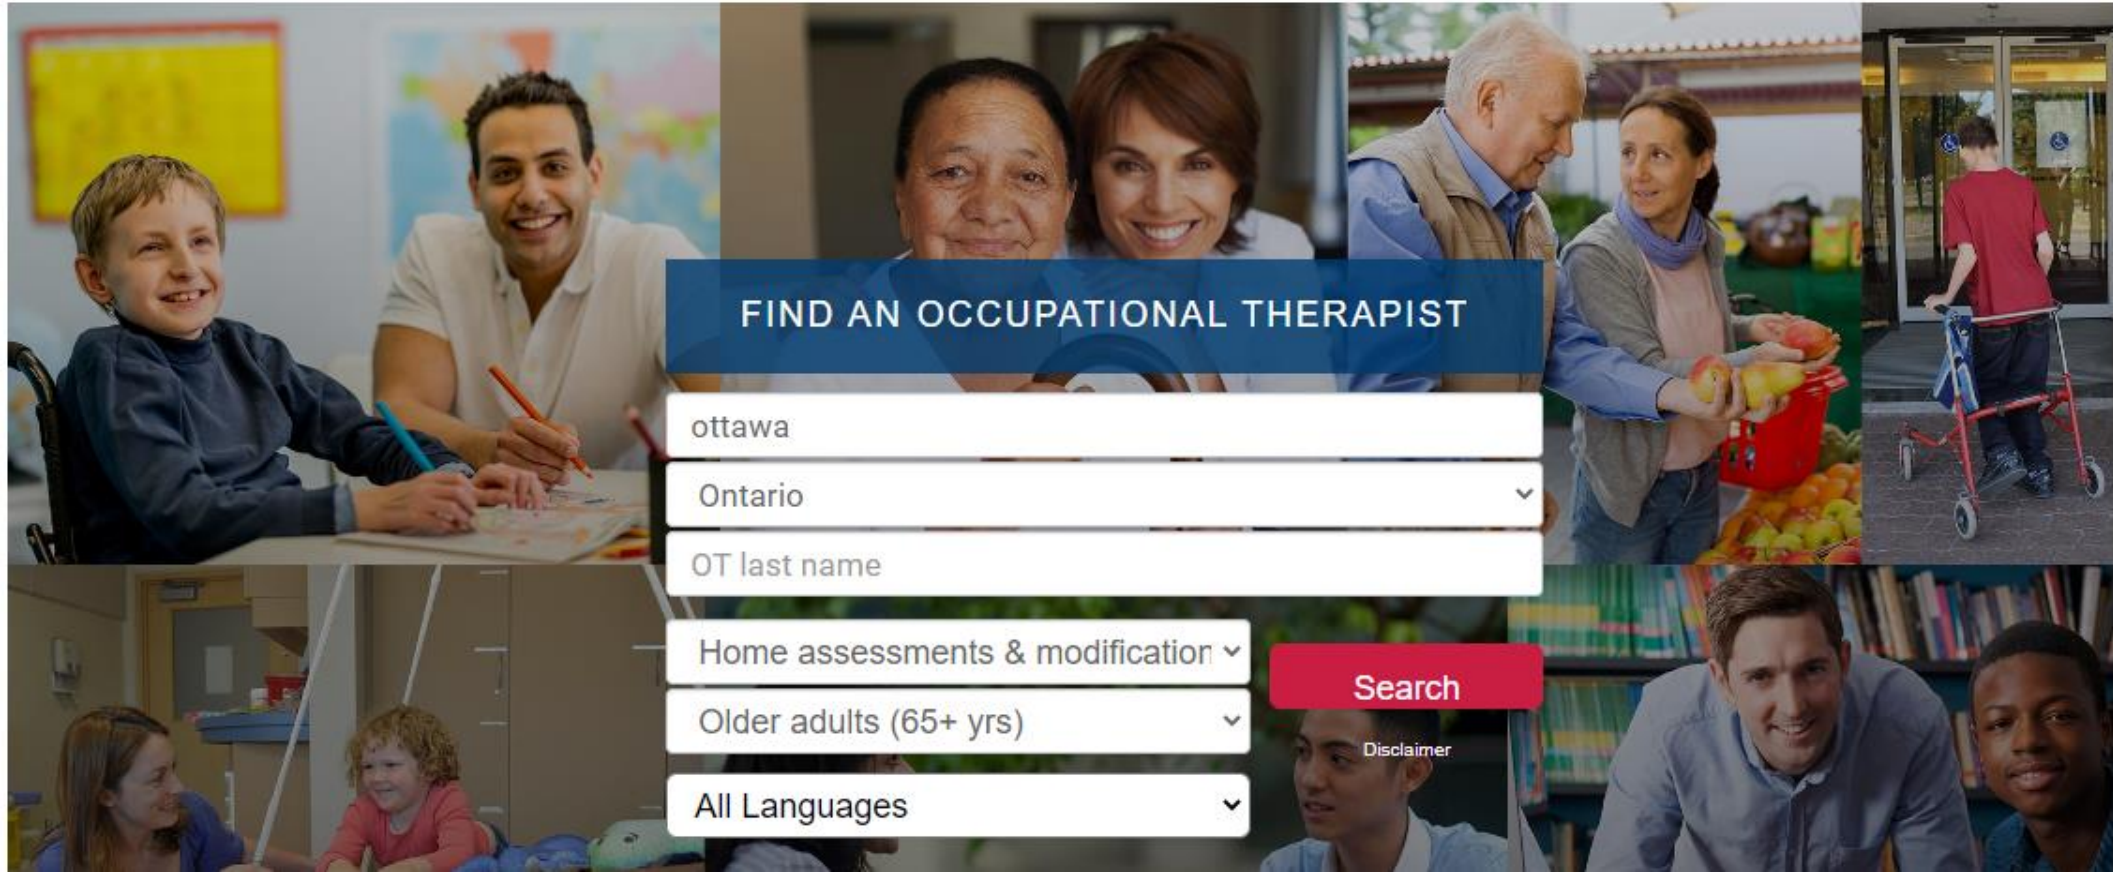 FIND AN OCCUPATIONAL THERAPIST
ottawa
Ontario
OT last name
Home assessments & modification
Older adults (65+ yrs)
All Languages
Search
Disclaimer